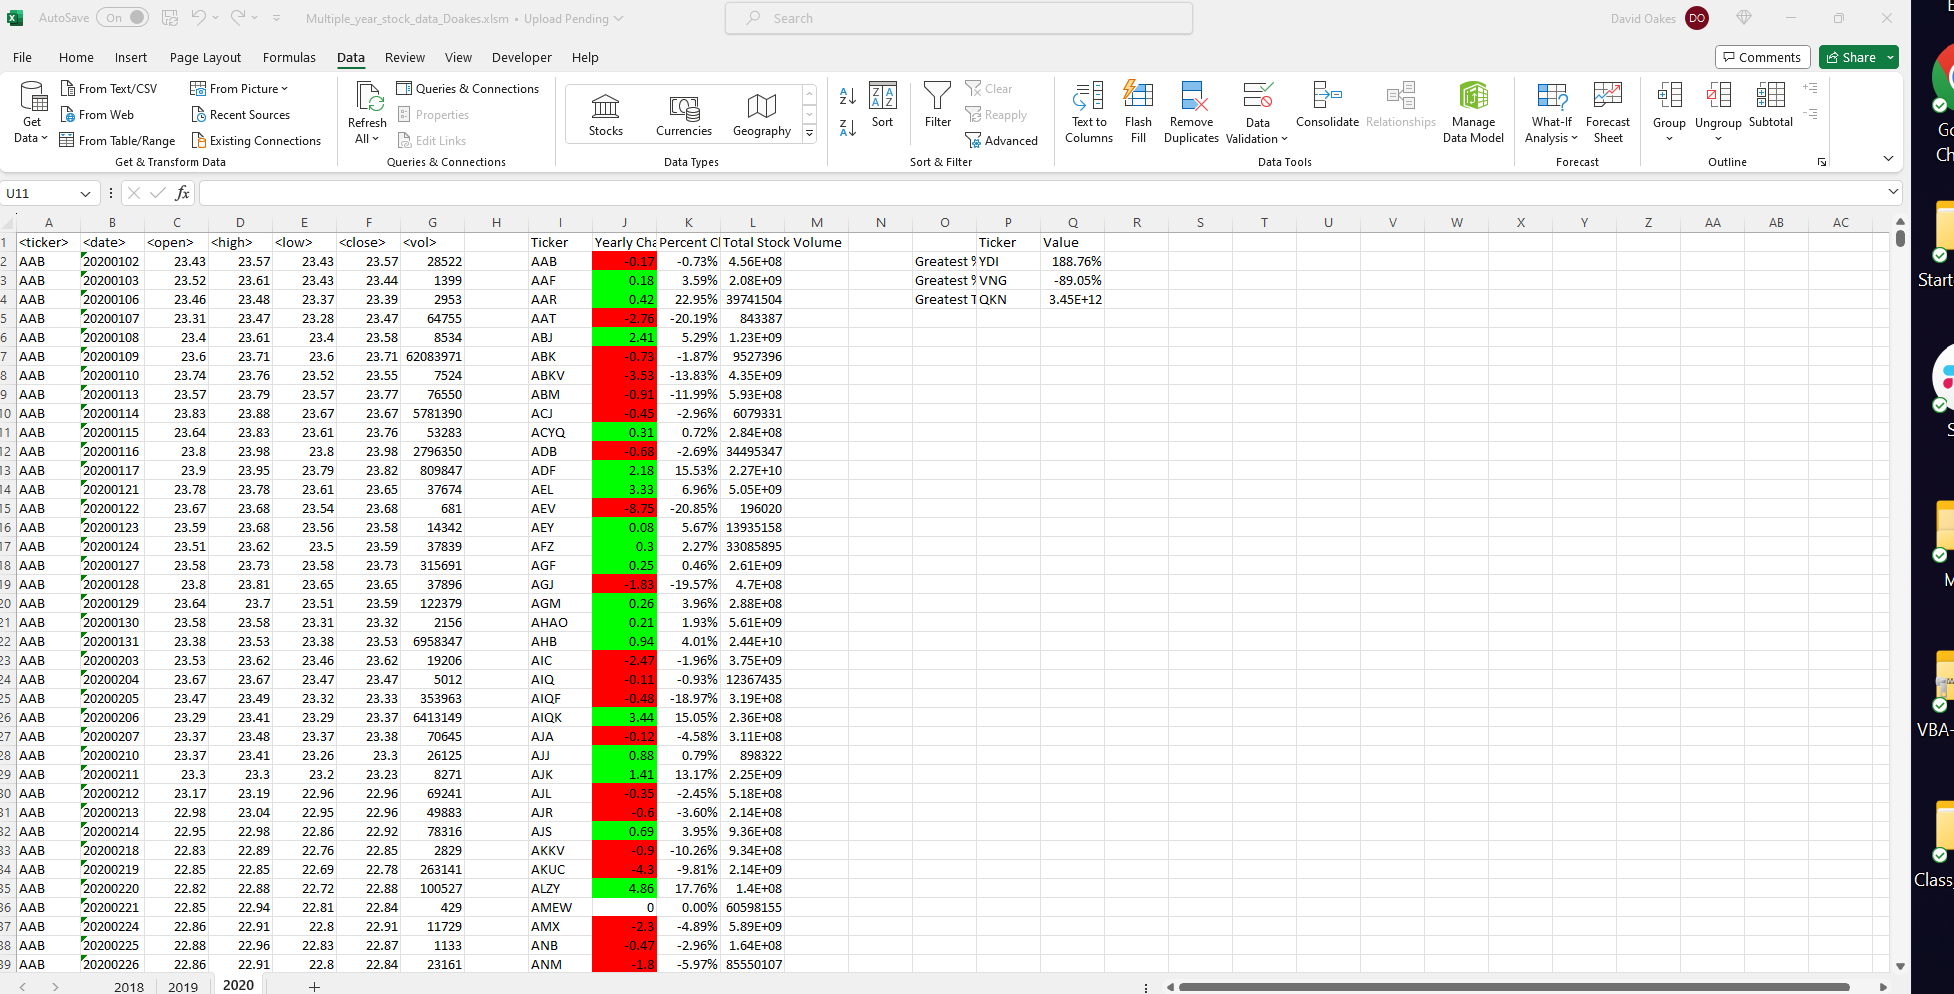 AutoSave On Multiple_year_stock_data_Doakes.xlsm • Upload Pending Search David Oakes DO
File Home Insert Page Layout Formulas Data Review View Developer Help Comments Share
Get Data
From Text/CSV
From Web
From Table/Range
From Picture
Recent Sources
Existing Connections
Get & Transform Data
Refresh All
Queries & Connections
Properties
Edit Links
Queries & Connections
Stocks Currencies Geography
Data Types
Sort
Filter
Clear
Reapply
Advanced
Sort & Filter
Text to Columns
Flash Fill
Remove Duplicates
Data Validation
Consolidate
Relationships
Manage Data Model
Data Tools
What-If Analysis
Forecast Sheet
Forecast
Group
Ungroup
Subtotal
Outline
U11 fx
A B C D E F G H I J K L M N O P Q R S T U V W X Y Z AA AB AC
1 <ticker> <date> <open> <high> <low> <close> <vol> Ticker Yearly Cha Percent Cl Total Stock Volume Ticker Value
2 AAB 20200102 23.43 23.57 23.43 23.57 28522 AAB -0.17 -0.73% 4.56E+08 Greatest % YDI 188.76%
3 AAB 20200103 23.52 23.61 23.43 23.44 1399 AAF 0.18 3.59% 2.08E+09 Greatest % VNG -89.05%
4 AAB 20200106 23.46 23.48 23.37 23.39 2953 AAR 0.42 22.95% 39741504 Greatest T QKN 3.45E+12
5 AAB 20200107 23.31 23.47 23.28 23.47 64755 AAT -2.76 -20.19% 843387
6 AAB 20200108 23.4 23.61 23.4 23.58 8534 ABJ 2.41 5.29% 1.23E+09
7 AAB 20200109 23.6 23.71 23.6 23.71 62083971 ABK -0.73 -1.87% 9527396
8 AAB 20200110 23.74 23.76 23.52 23.55 7524 ABKV -3.53 -13.83% 4.35E+09
9 AAB 20200113 23.57 23.79 23.57 23.77 76550 ABM -0.91 -11.99% 5.93E+08
10 AAB 20200114 23.83 23.88 23.67 23.67 5781390 ACJ -0.45 -2.96% 6079331
11 AAB 20200115 23.64 23.83 23.61 23.76 53283 ACYQ 0.31 0.72% 2.84E+08
12 AAB 20200116 23.8 23.98 23.8 23.98 2796350 ADB -0.68 -2.69% 34495347
13 AAB 20200117 23.9 23.95 23.79 23.82 809847 ADF 2.18 15.53% 2.27E+10
14 AAB 20200121 23.78 23.78 23.61 23.65 37674 AEL 3.33 6.96% 5.05E+09
15 AAB 20200122 23.67 23.68 23.54 23.68 681 AEV -8.75 -20.85% 196020
16 AAB 20200123 23.59 23.68 23.56 23.58 14342 AEY 0.08 5.67% 13935158
17 AAB 20200124 23.51 23.62 23.5 23.59 37839 AFZ 0.3 2.27% 33085895
18 AAB 20200127 23.58 23.73 23.58 23.73 315691 AGF 0.25 0.46% 2.61E+09
19 AAB 20200128 23.8 23.81 23.65 23.65 37896 AGJ -1.83 -19.57% 4.7E+08
20 AAB 20200129 23.64 23.7 23.51 23.59 122379 AGM 0.26 3.96% 2.88E+08
21 AAB 20200130 23.58 23.58 23.31 23.32 2156 AHAO 0.21 1.93% 5.61E+09
22 AAB 20200131 23.38 23.53 23.38 23.53 6958347 AHB 0.94 4.01% 2.44E+10
23 AAB 20200203 23.53 23.62 23.46 23.62 19206 AIC -2.47 -1.96% 3.75E+09
24 AAB 20200204 23.67 23.67 23.47 23.47 5012 AIQ -0.11 -0.93% 12367435
25 AAB 20200205 23.47 23.49 23.32 23.33 353963 AIQF -0.48 -18.97% 3.19E+08
26 AAB 20200206 23.29 23.41 23.29 23.37 6413149 AIQK 3.44 15.05% 2.36E+08
27 AAB 20200207 23.37 23.48 23.37 23.38 70645 AJA -0.12 -4.58% 3.11E+08
28 AAB 20200210 23.37 23.41 23.26 23.3 26125 AJJ 0.88 0.79% 898322
29 AAB 20200211 23.3 23.3 23.2 23.23 8271 AJK 1.41 13.17% 2.25E+09
30 AAB 20200212 23.17 23.19 22.96 22.96 69241 AJL -0.35 -2.45% 5.18E+08
31 AAB 20200213 22.98 23.04 22.95 22.96 49883 AJR -0.6 -3.60% 2.14E+08
32 AAB 20200214 22.95 22.98 22.86 22.92 78316 AJS 0.69 3.95% 9.36E+08
33 AAB 20200218 22.83 22.89 22.76 22.85 2829 AKKV -0.9 -10.26% 9.34E+08
34 AAB 20200219 22.85 22.85 22.69 22.78 263141 AKUC -4.3 -9.81% 2.14E+09
35 AAB 20200220 22.82 22.88 22.72 22.88 100527 ALZY 4.86 17.76% 1.4E+08
36 AAB 20200221 22.85 22.94 22.81 22.84 429 AMEW 0 0.00% 60598155
37 AAB 20200224 22.86 22.91 22.8 22.91 11729 AMX -2.3 -4.89% 5.89E+09
38 AAB 20200225 22.88 22.96 22.83 22.87 1133 ANB -0.47 -2.96% 1.64E+08
39 AAB 20200226 22.86 22.91 22.8 22.84 23161 ANM -1.8 -5.97% 85550107
2018 2019 2020
Go
Ch
Start
S
M
VBA-
Class